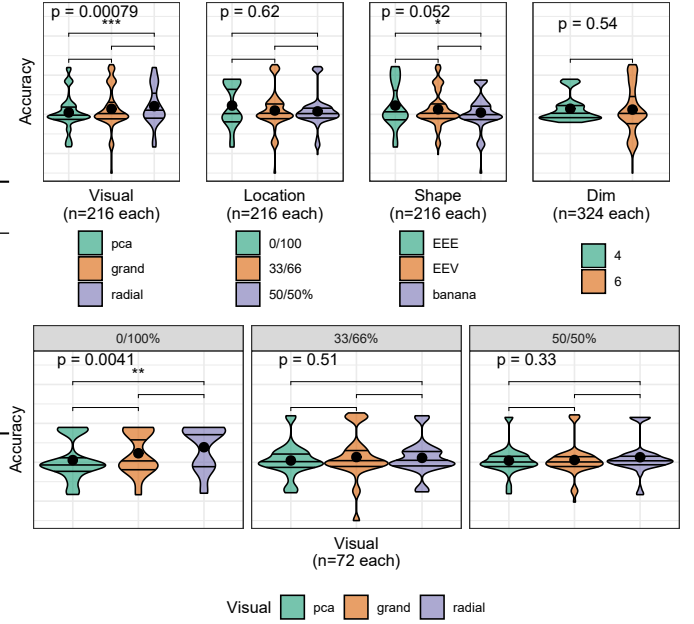 p = 0.00079
***
p = 0.62
p = 0.052
*
p = 0.54
Accuracy
Visual
(n=216 each)
Location
(n=216 each)
Shape
(n=216 each)
Dim
(n=324 each)
pca
grand
radial
0/100
33/66
50/50%
EEE
EEV
banana
4
6
0/100%
33/66%
50/50%
p = 0.0041
**
p = 0.51
p = 0.33
Accuracy
Visual
(n=72 each)
Visual
pca
grand
radial